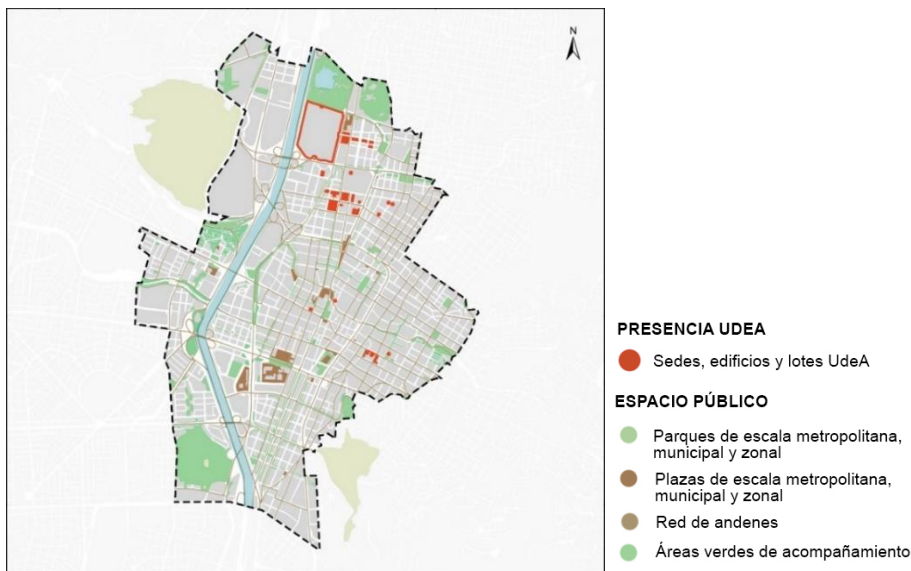 N
PRESENCIA UDEA
Sedes, edificios y lotes UdeA
ESPACIO PÚBLICO
Parques de escala metropolitana,
municipal y zonal
Plazas de escala metropolitana,
municipal y zonal
Red de andenes
Áreas verdes de acompañamiento